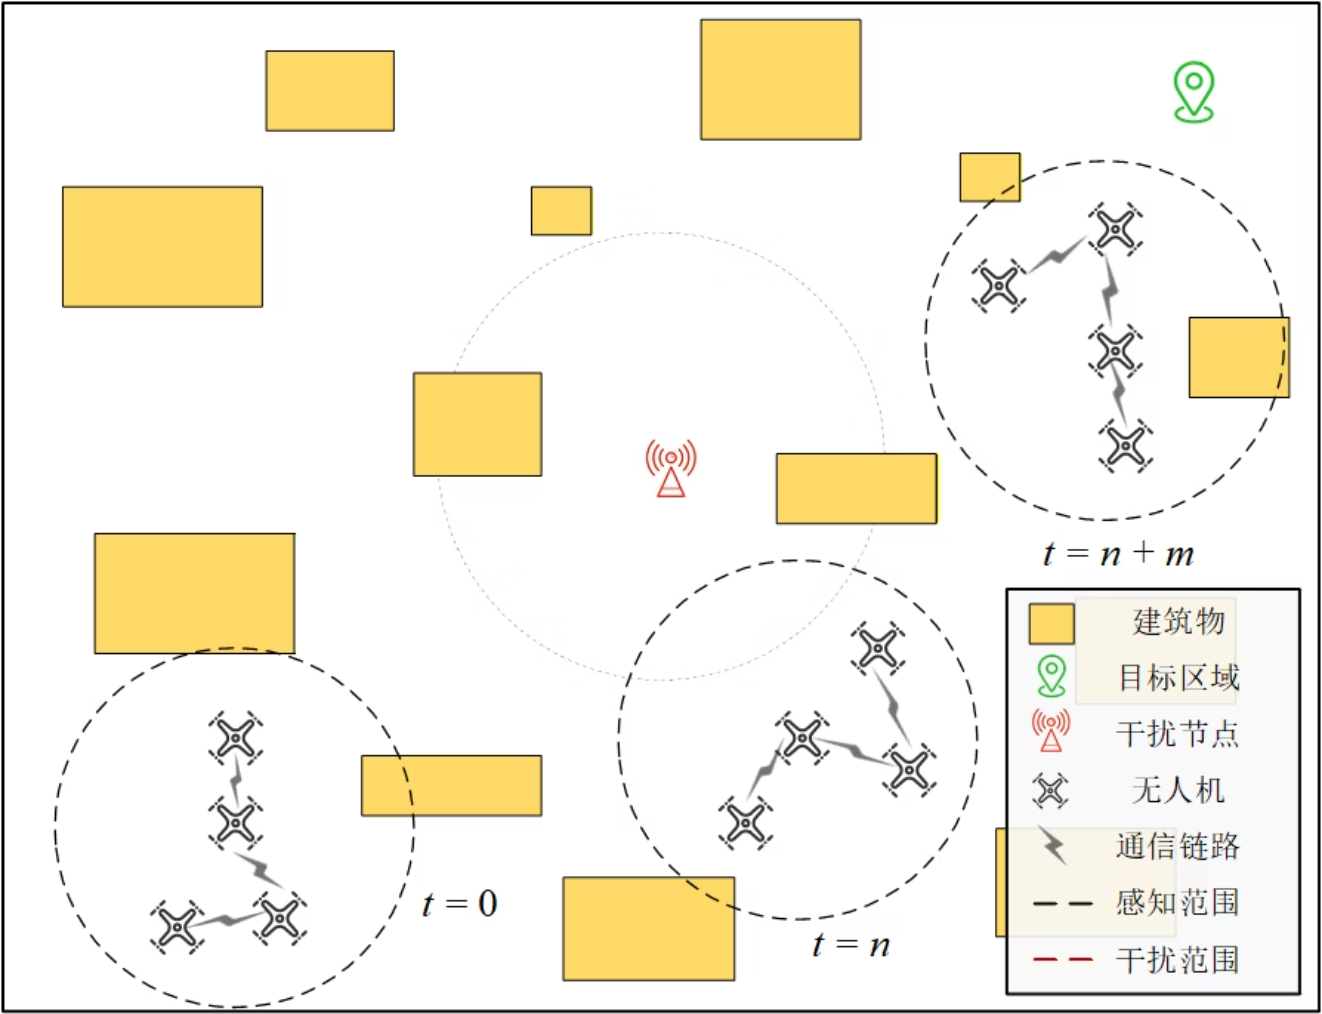 t = n + m
建筑物
目标区域
干扰节点
无人机
通信链路
感知范围
干扰范围
t = 0
t = n